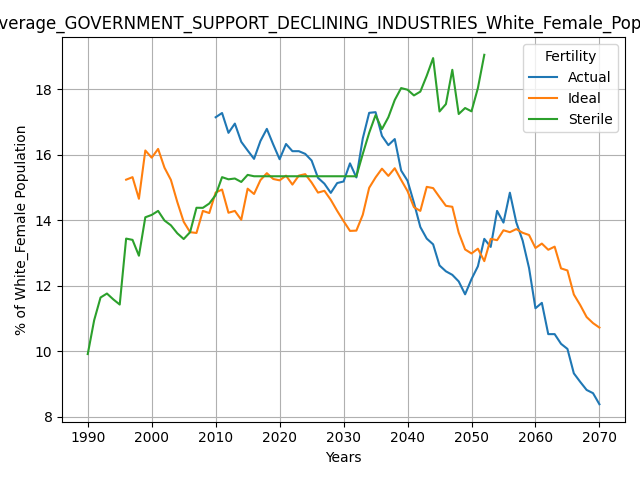 verage_GOVERNMENT_SUPPORT_DECLINING_INDUSTRIES_White_Female_Pop
Fertility
Actual
Ideal
Sterile
% of White_Female Population
18
16
14
12
10
8
1990 2000 2010 2020 2030 2040 2050 2060 2070
Years